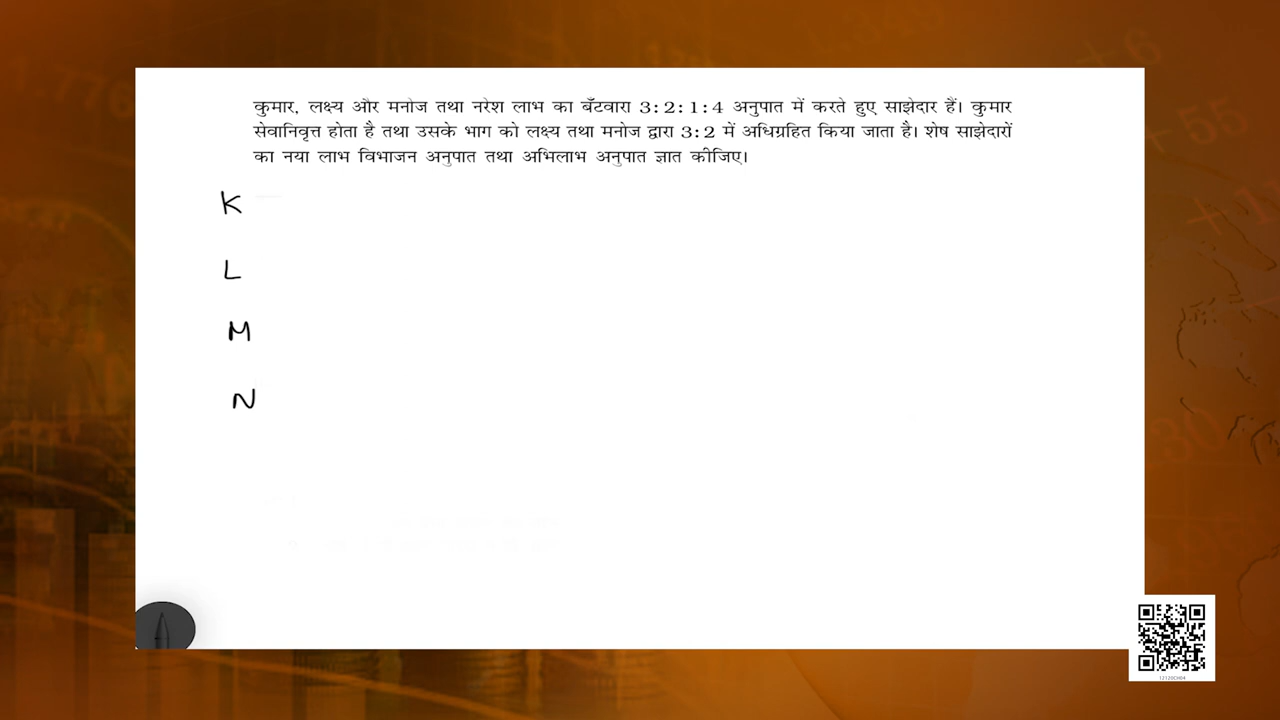 कुमार, लक्ष्य और मनोज तथा नरेश लाभ का बँटवारा 3:2:1:4 अनुपात में करते हुए साझेदार हैं। कुमार
सेवानिवृत्त होता है तथा उसके भाग को लक्ष्य तथा मनोज द्वारा 3:2 में अधिग्रहित किया जाता है। शेष साझेदारों
का नया लाभ विभाजन अनुपात तथा अभिलाभ अनुपात ज्ञात कीजिए।
K
L
M
N
12120CH04